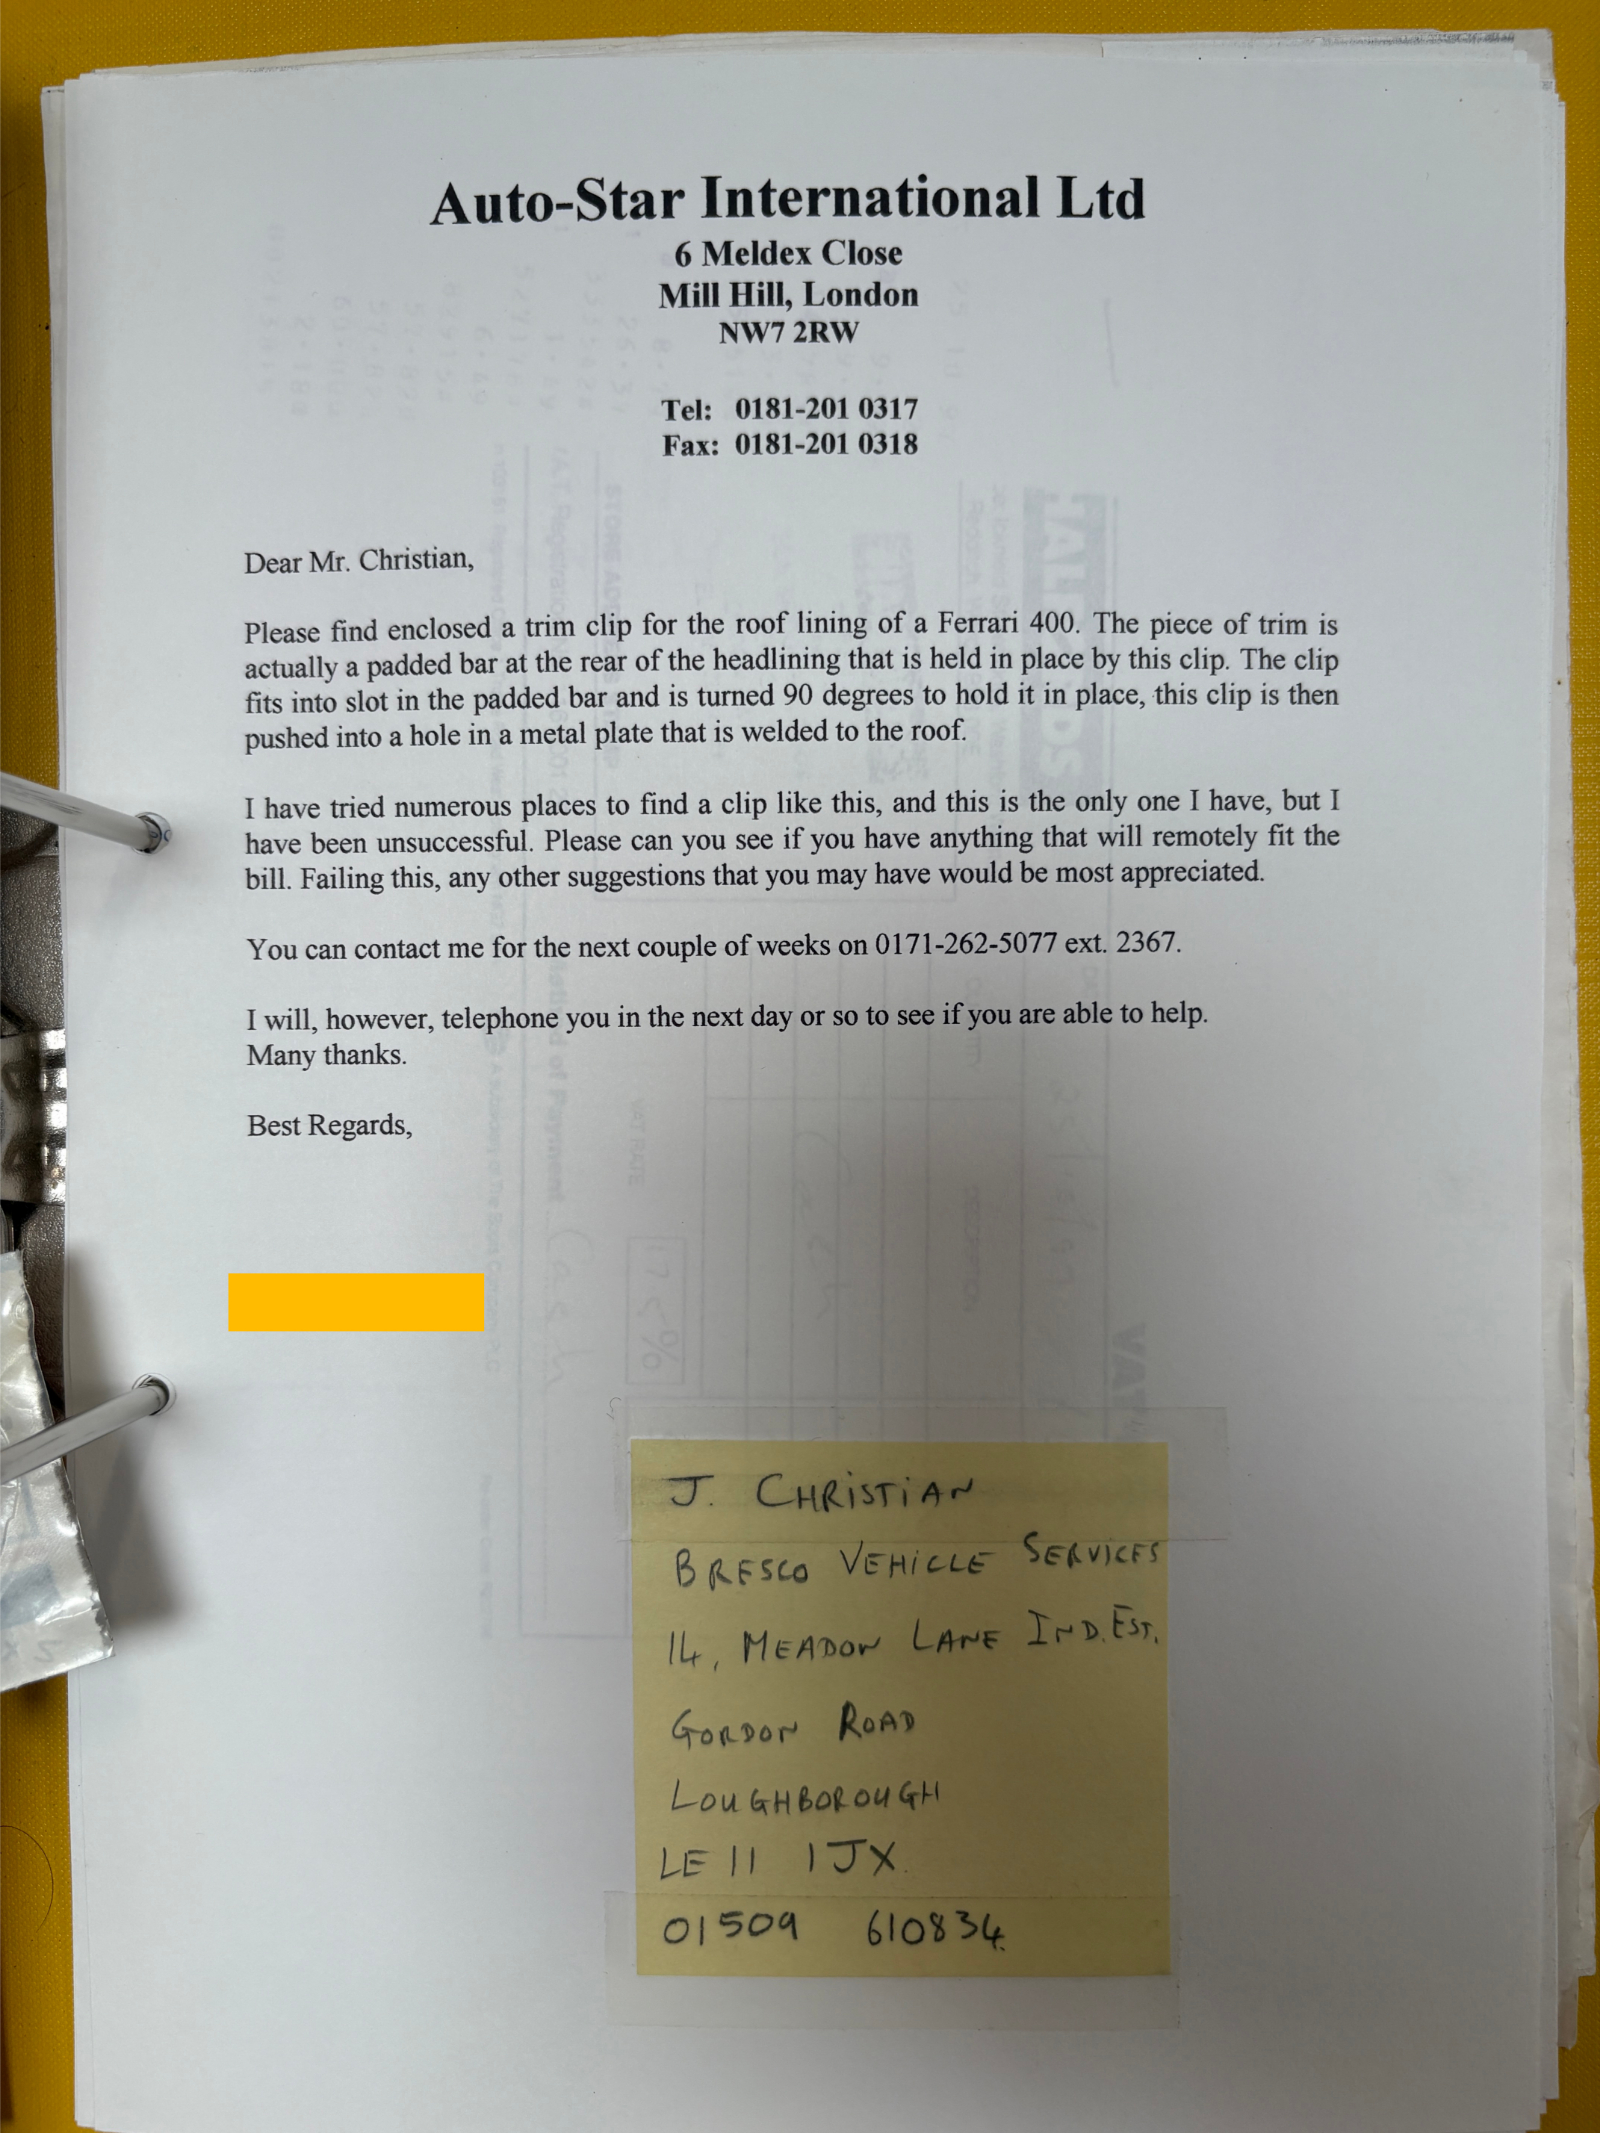 Auto-Star International Ltd
6 Meldex Close
Mill Hill, London
NW7 2RW
Tel: 0181-201 0317
Fax: 0181-201 0318
Dear Mr. Christian,
Please find enclosed a trim clip for the roof lining of a Ferrari 400. The piece of trim is
actually a padded bar at the rear of the headlining that is held in place by this clip. The clip
fits into slot in the padded bar and is turned 90 degrees to hold it in place, this clip is then
pushed into a hole in a metal plate that is welded to the roof.
I have tried numerous places to find a clip like this, and this is the only one I have, but I
have been unsuccessful. Please can you see if you have anything that will remotely fit the
bill. Failing this, any other suggestions that you may have would be most appreciated.
You can contact me for the next couple of weeks on 0171-262-5077 ext. 2367.
I will, however, telephone you in the next day or so to see if you are able to help.
Many thanks.
Best Regards,
J. CHRISTIAN
BRESCO VEHICLE SERVICES
14, MEADOW LANE IND. EST.
GORDON ROAD
LOUGHBOROUGH
LE11 1JX.
01509 610834.